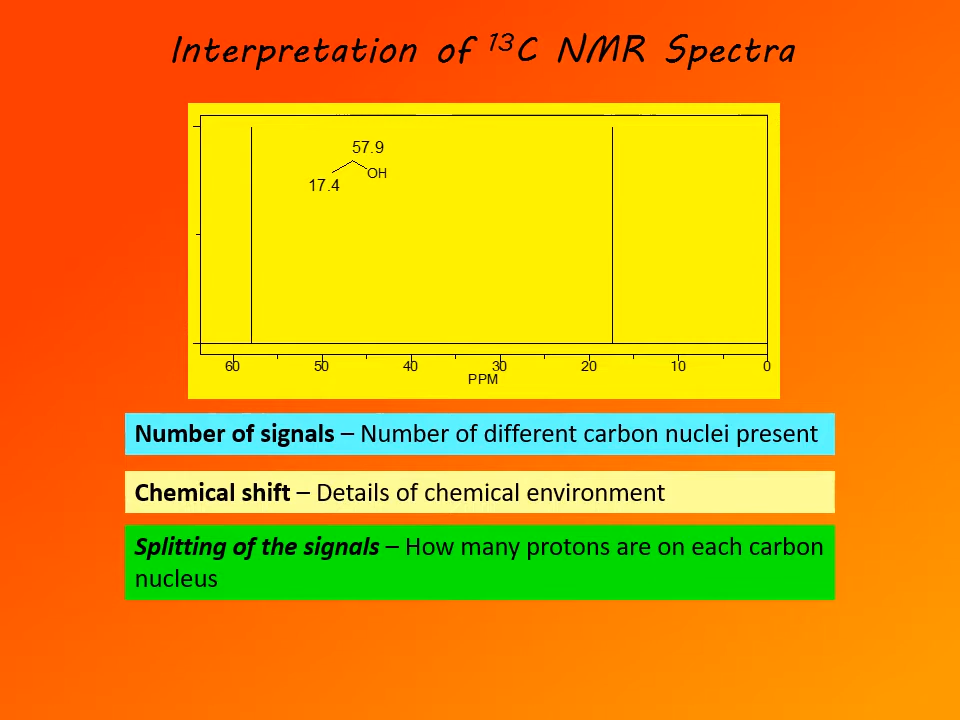 Interpretation of ¹³C NMR Spectra
57.9
OH
17.4
60 50 40 30 20 10 0
PPM
Number of signals – Number of different carbon nuclei present
Chemical shift – Details of chemical environment
Splitting of the signals – How many protons are on each carbon
nucleus